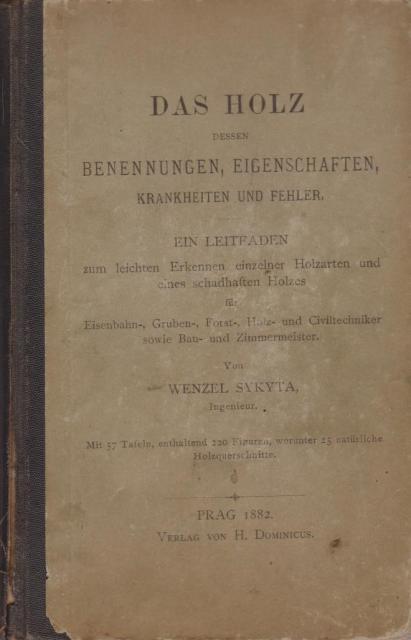 DAS HOLZ
DESSEN
BENENNUNGEN, EIGENSCHAFTEN,
KRANKHEITEN UND FEHLER.
EIN LEITFADEN
zum leichten Erkennen einzelner Holzarten und
eines schadhaften Holzes
für
Eisenbahn-, Gruben-, Forst-, Holz- und Civiltechniker
sowie Bau- und Zimmermeister.
Von
WENZEL SYKYTA,
Ingenieur.
Mit 57 Tafeln, enthaltend 220 Figuren, worunter 25 natürliche
Holzquerschnitte.
PRAG 1882.
VERLAG VON H. DOMINICUS.